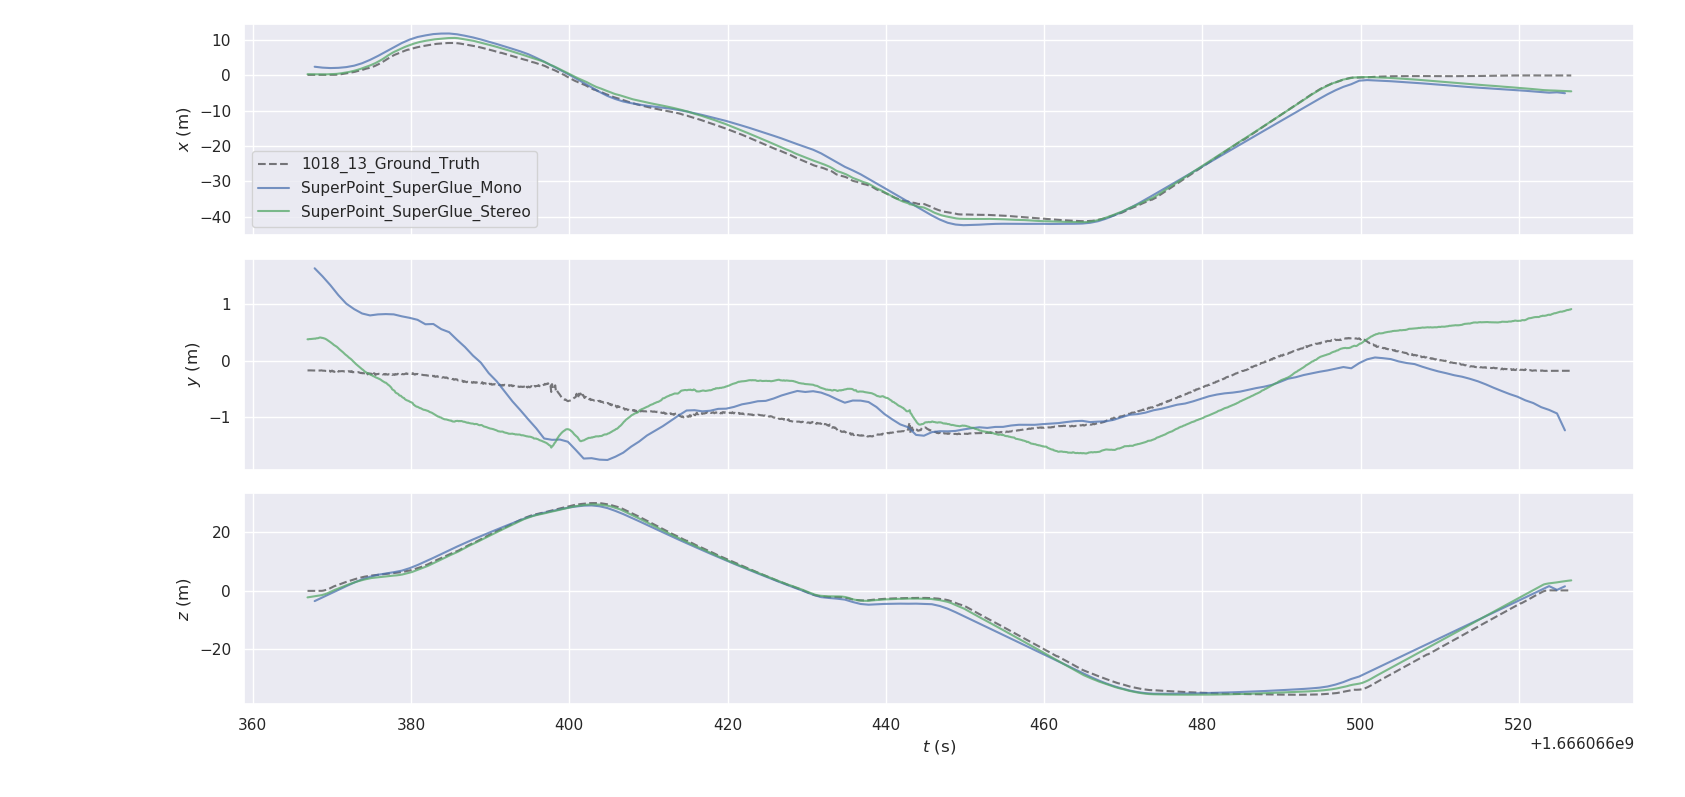 10
0
−10
−20
−30
−40
x (m)
1018_13_Ground_Truth
SuperPoint_SuperGlue_Mono
SuperPoint_SuperGlue_Stereo
1
0
−1
y (m)
20
0
−20
z (m)
360 380 400 420 440 460 480 500 520
t (s)
+1.666066e9